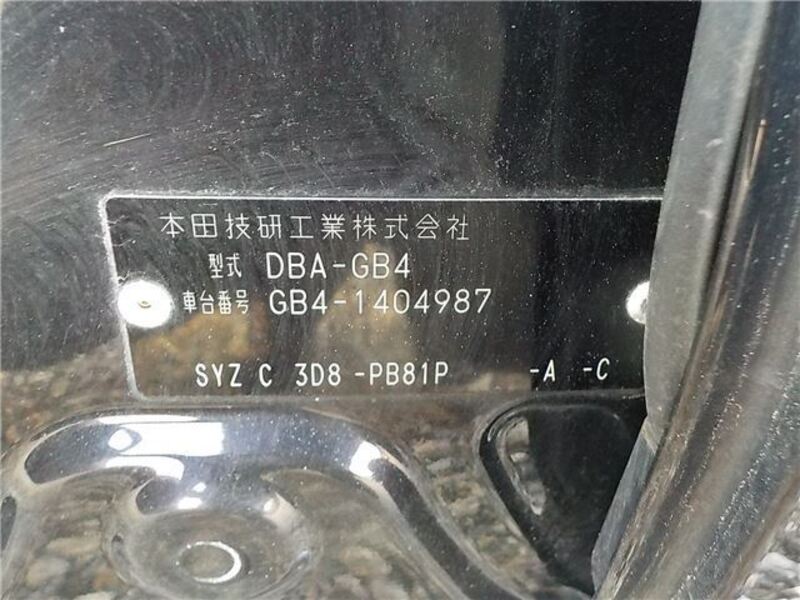 本田技研工業株式会社
型式 DBA-GB4
車台番号 GB4-1404987
SYZ C 3D8 -PB81P -A -C